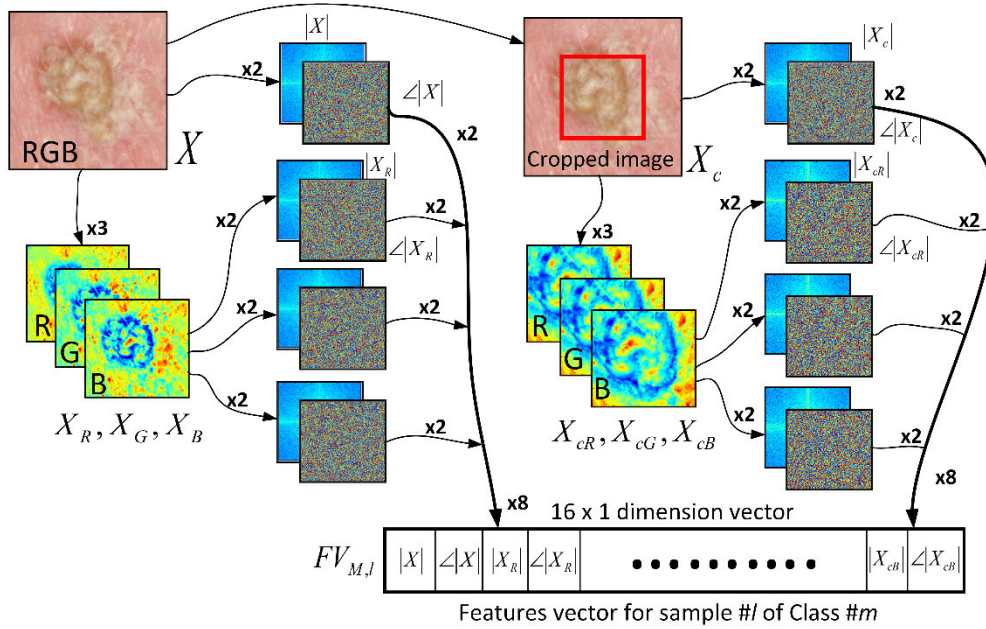 RGB
X
x2
|X|
∠|X|
x2
x3
R
G
B
X_R, X_G, X_B
x2
|X_R|
∠|X_R|
x2
x2
x2
x2
x2
x8
Cropped image
X_c
x2
|X_c|
∠|X_c|
x2
x3
R
G
B
X_cR, X_cG, X_cB
x2
|X_cR|
∠|X_cR|
x2
x2
x2
x2
x2
x8
16 x 1 dimension vector
FV_M,l |X| ∠|X| |X_R| ∠|X_R| • • • • • • • • • • |X_cB| ∠|X_cB|
Features vector for sample #l of Class #m